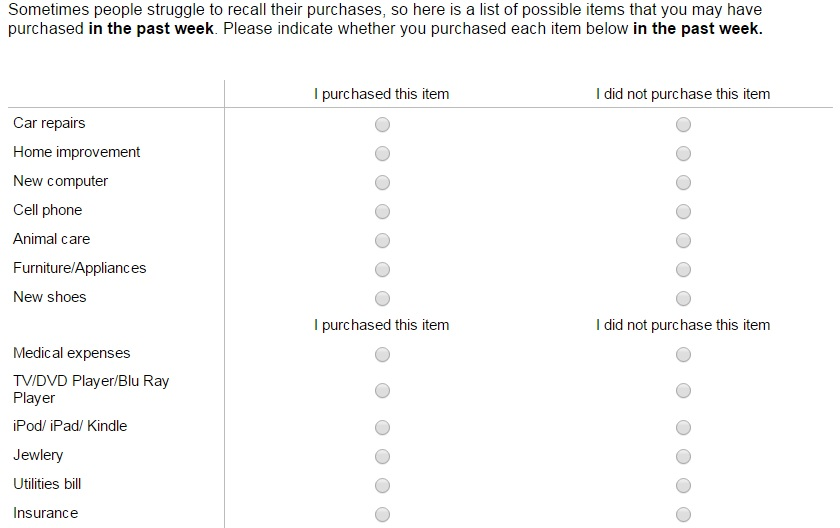 Sometimes people struggle to recall their purchases, so here is a list of possible items that you may have
purchased in the past week. Please indicate whether you purchased each item below in the past week.
I purchased this item I did not purchase this item
Car repairs
Home improvement
New computer
Cell phone
Animal care
Furniture/Appliances
New shoes
I purchased this item I did not purchase this item
Medical expenses
TV/DVD Player/Blu Ray
Player
iPod/ iPad/ Kindle
Jewlery
Utilities bill
Insurance